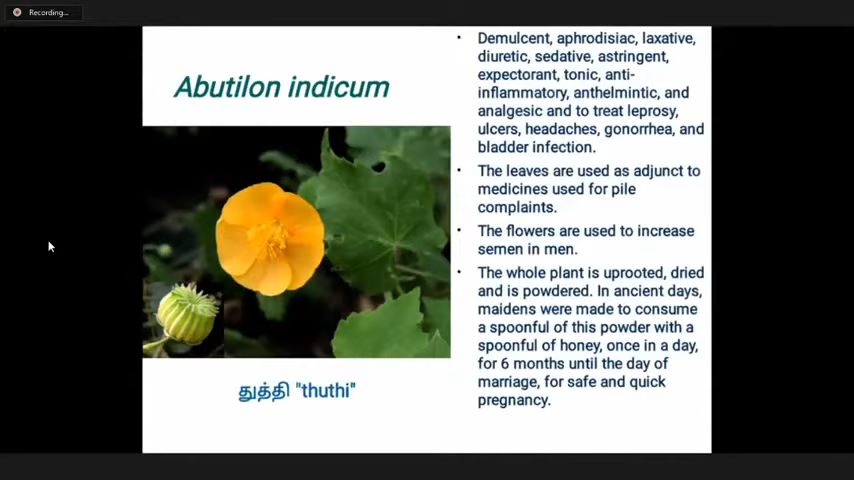 Recording...
Abutilon indicum
துத்தி "thuthi"
• Demulcent, aphrodisiac, laxative,
diuretic, sedative, astringent,
expectorant, tonic, anti-
inflammatory, anthelmintic, and
analgesic and to treat leprosy,
ulcers, headaches, gonorrhea, and
bladder infection.
• The leaves are used as adjunct to
medicines used for pile
complaints.
• The flowers are used to increase
semen in men.
• The whole plant is uprooted, dried
and is powdered. In ancient days,
maidens were made to consume
a spoonful of this powder with a
spoonful of honey, once in a day,
for 6 months until the day of
marriage, for safe and quick
pregnancy.